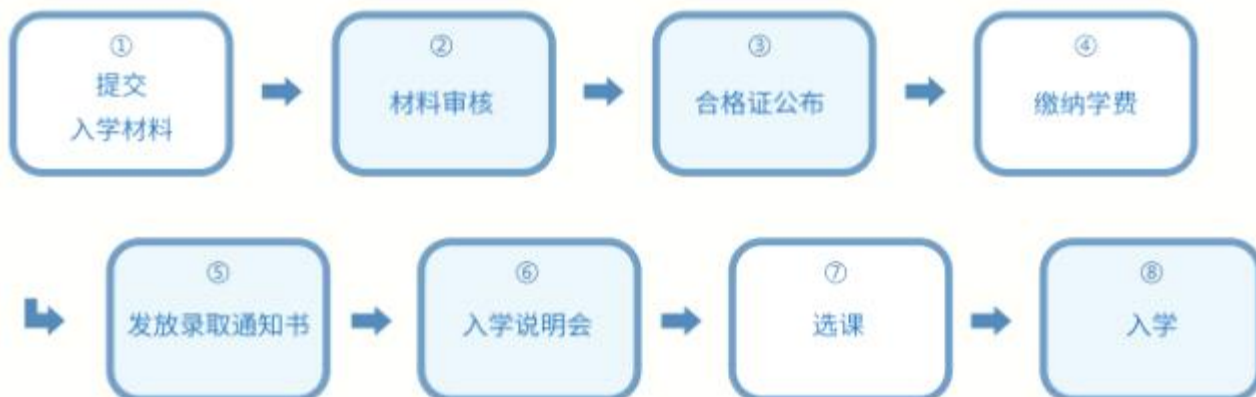 ①
提交
入学材料
②
材料审核
③
合格证公布
④
缴纳学费
⑤
发放录取通知书
⑥
入学说明会
⑦
选课
⑧
入学